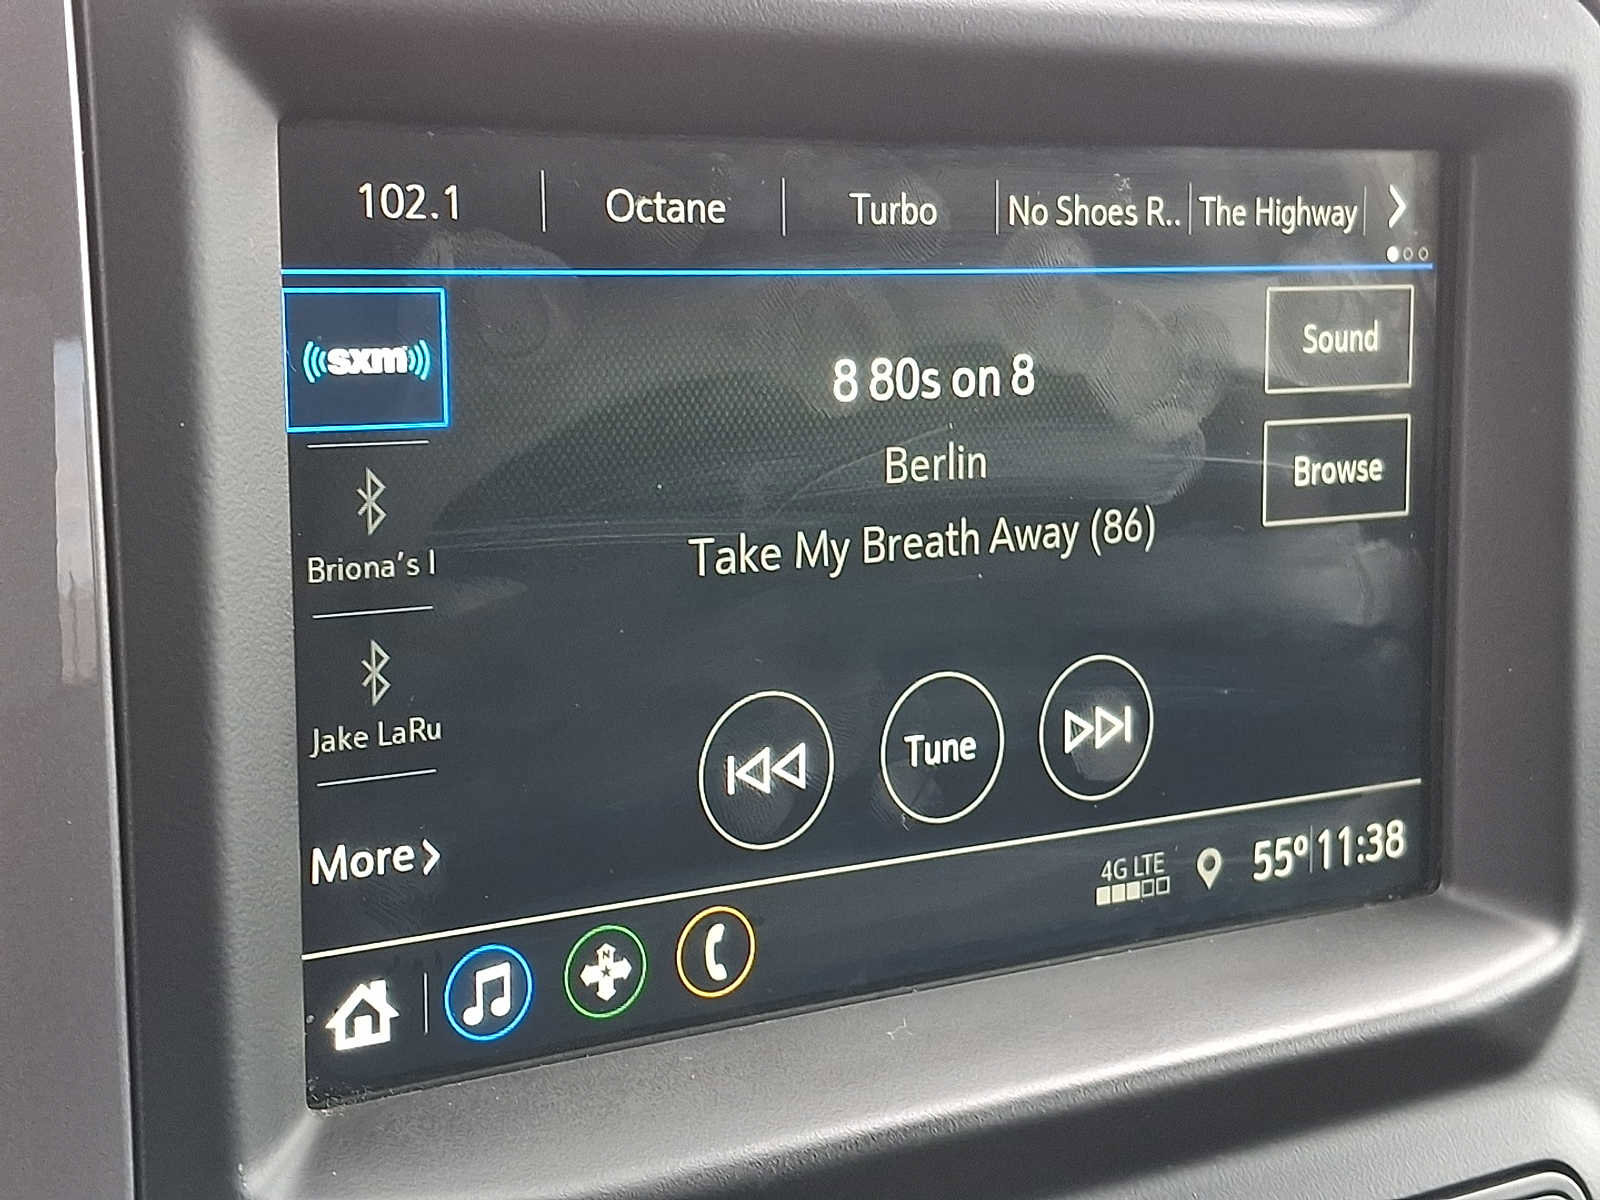 102.1 Octane Turbo No Shoes R.. The Highway
sxm
8 80s on 8
Sound
Berlin
Browse
Take My Breath Away (86)
Briona's I
Jake LaRu
Tune
More
4G LTE 55° 11:38
N